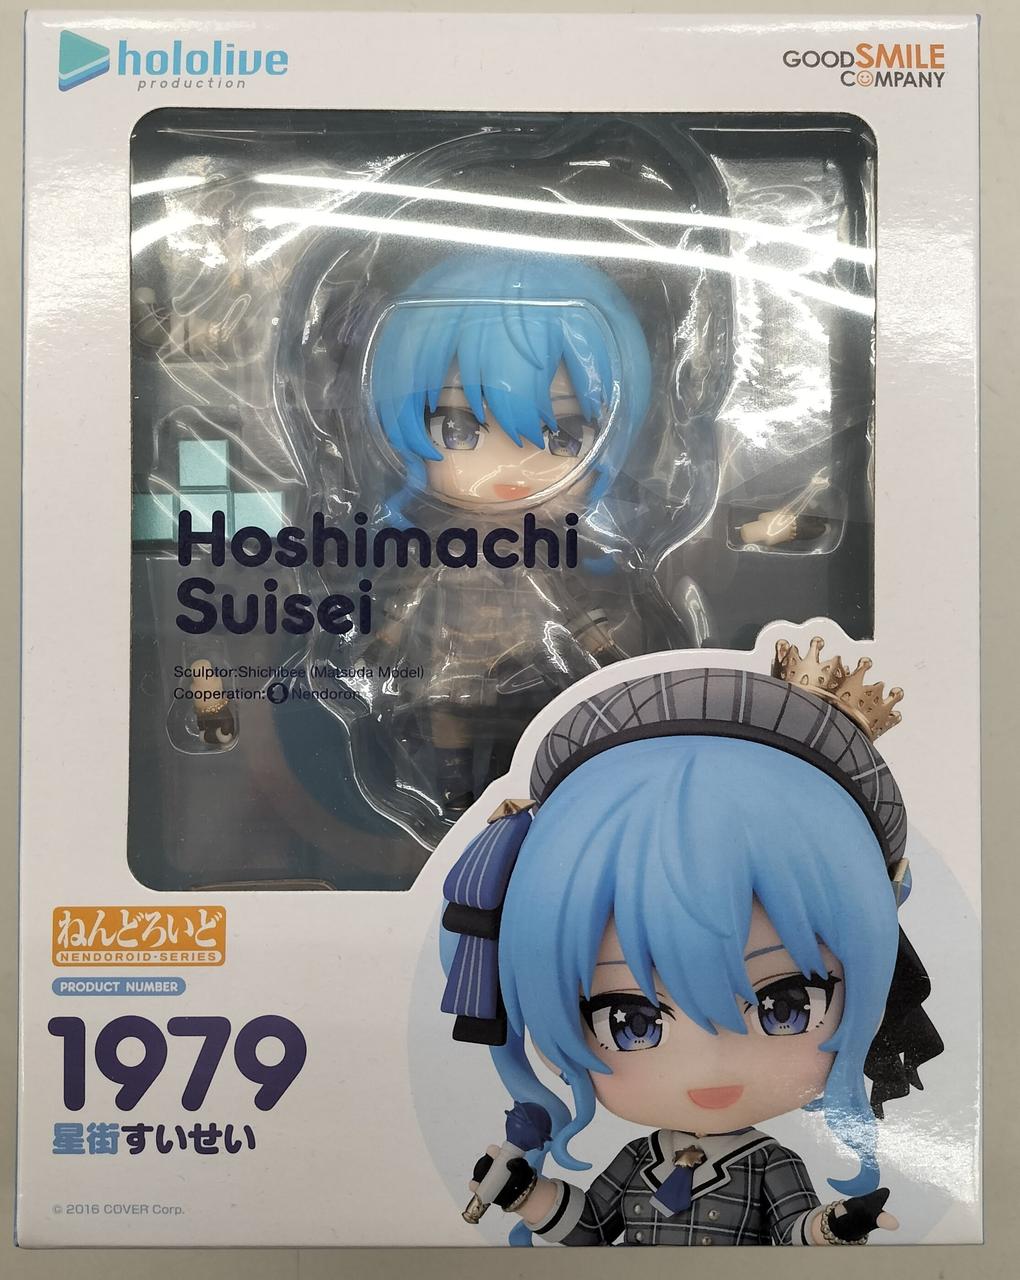 hololive
production
GOODSMILE
COMPANY
Hoshimachi
Suisei
Sculptor:Shichibee (Matsuda Model)
Cooperation: Nendoron
ねんどろいど
NENDOROID·SERIES
PRODUCT NUMBER
1979
星街すいせい
© 2016 COVER Corp.